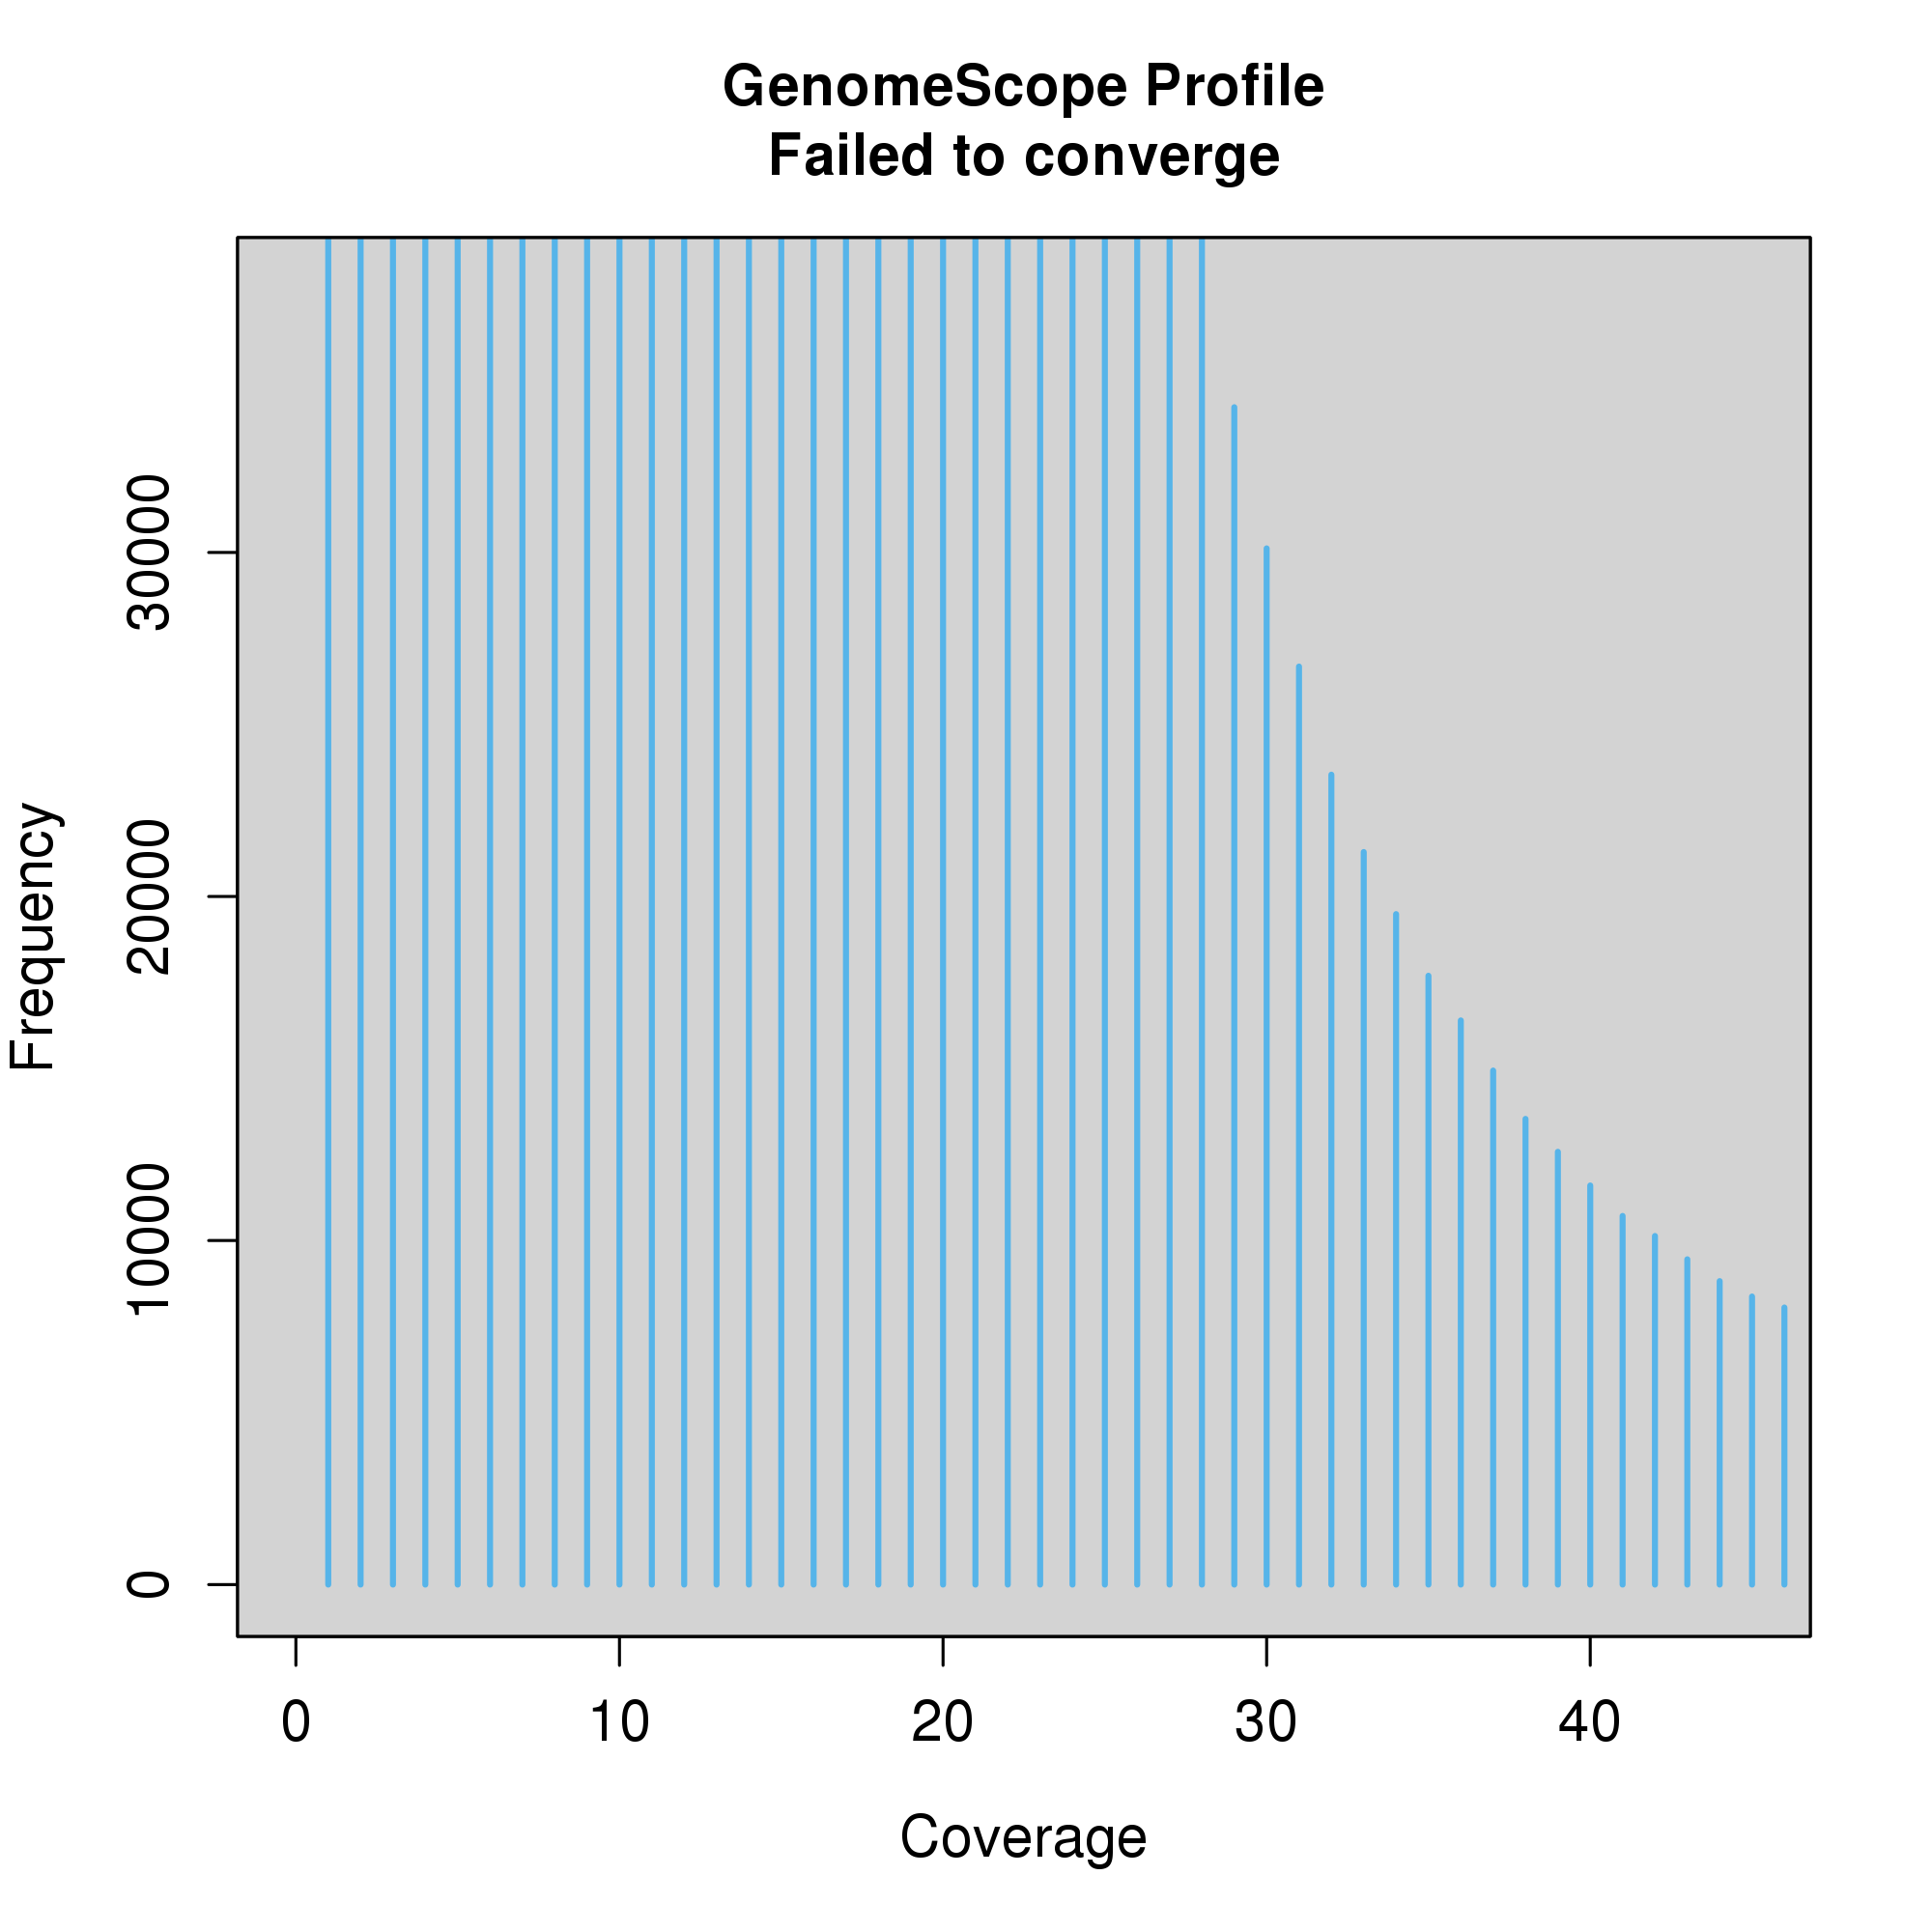 GenomeScope Profile
Failed to converge
Frequency
30000
20000
10000
0
0 10 20 30 40
Coverage